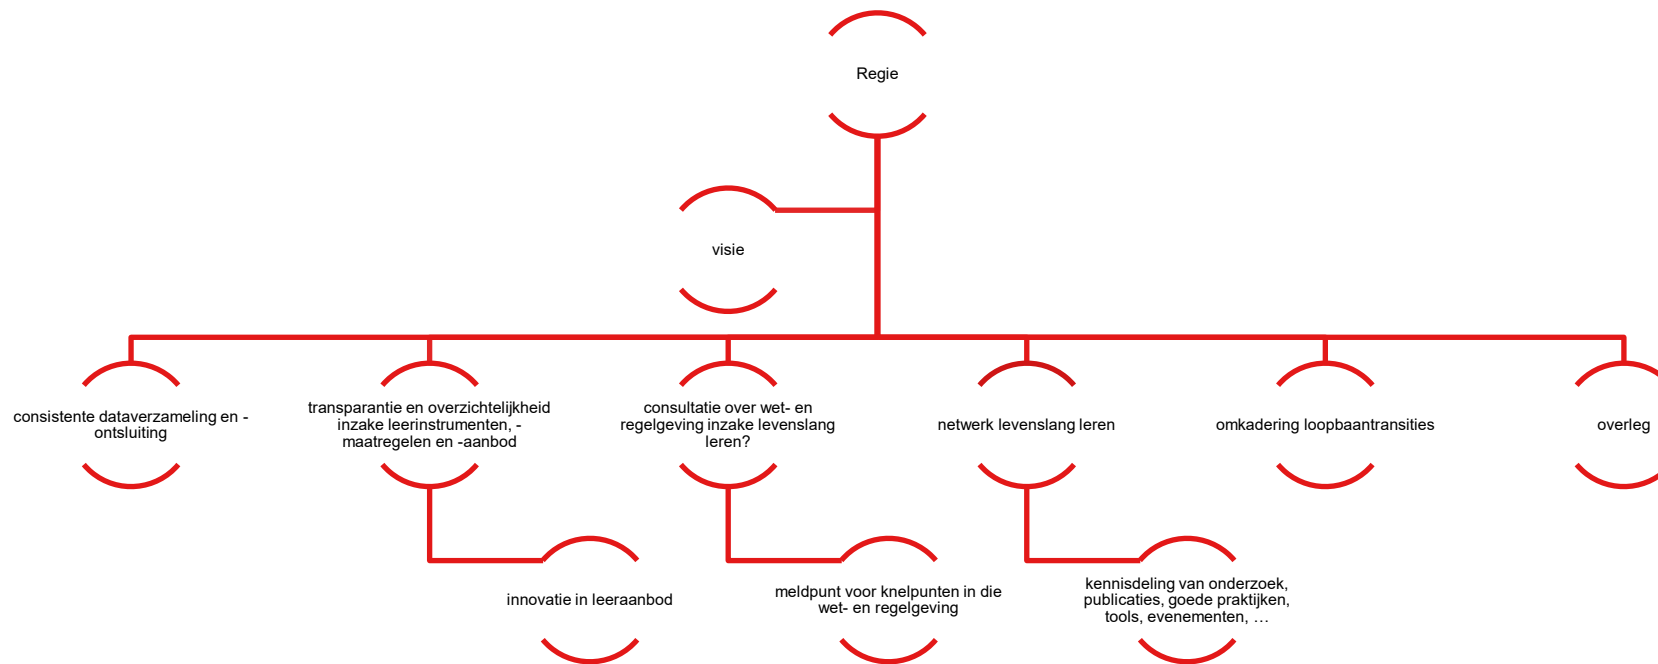 Regie
visie
consistente dataverzameling en -
ontsluiting
transparantie en overzichtelijkheid
inzake leerinstrumenten, -
maatregelen en -aanbod
consultatie over wet- en
regelgeving inzake levenslang
leren?
netwerk levenslang leren
omkadering loopbaantransities
overleg
innovatie in leeraanbod
meldpunt voor knelpunten in die
wet- en regelgeving
kennisdeling van onderzoek,
publicaties, goede praktijken,
tools, evenementen, …